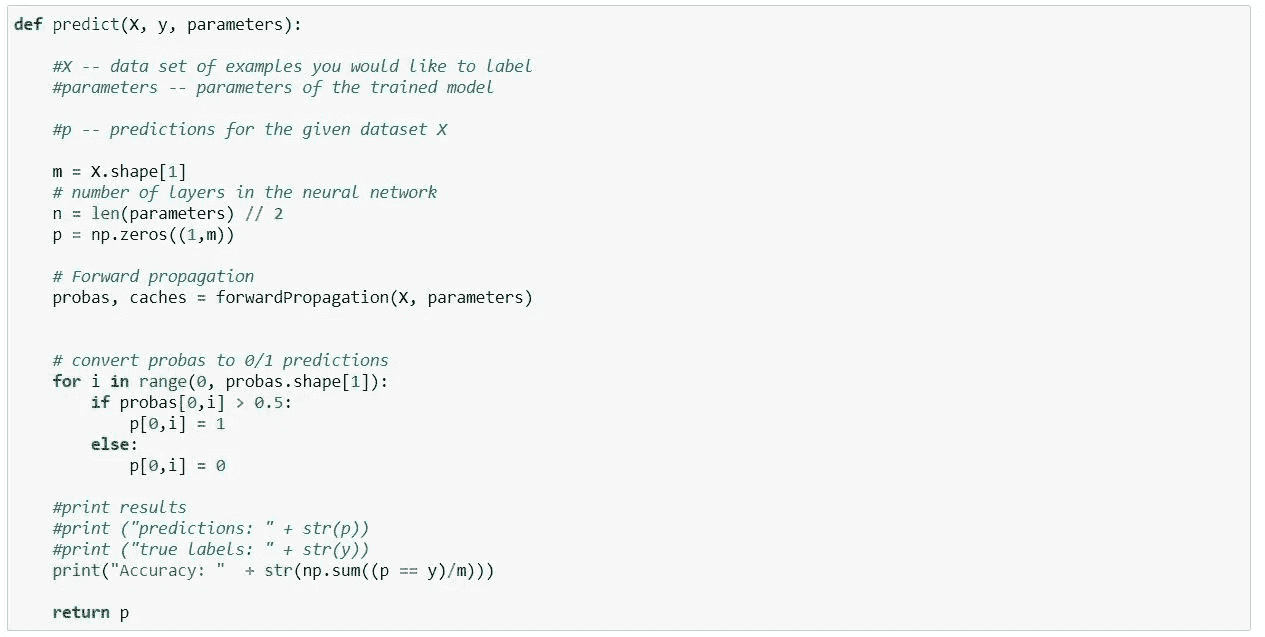 def predict(X, y, parameters):
    #X -- data set of examples you would like to label
    #parameters -- parameters of the trained model
    #p -- predictions for the given dataset X
    m = X.shape[1]
    # number of layers in the neural network
    n = len(parameters) // 2
    p = np.zeros((1,m))
    # Forward propagation
    probas, caches = forwardPropagation(X, parameters)
    # convert probas to 0/1 predictions
    for i in range(0, probas.shape[1]):
        if probas[0,i] > 0.5:
            p[0,i] = 1
        else:
            p[0,i] = 0
    #print results
    #print ("predictions: " + str(p))
    #print ("true labels: " + str(y))
    print("Accuracy: "  + str(np.sum((p == y)/m)))
    return p